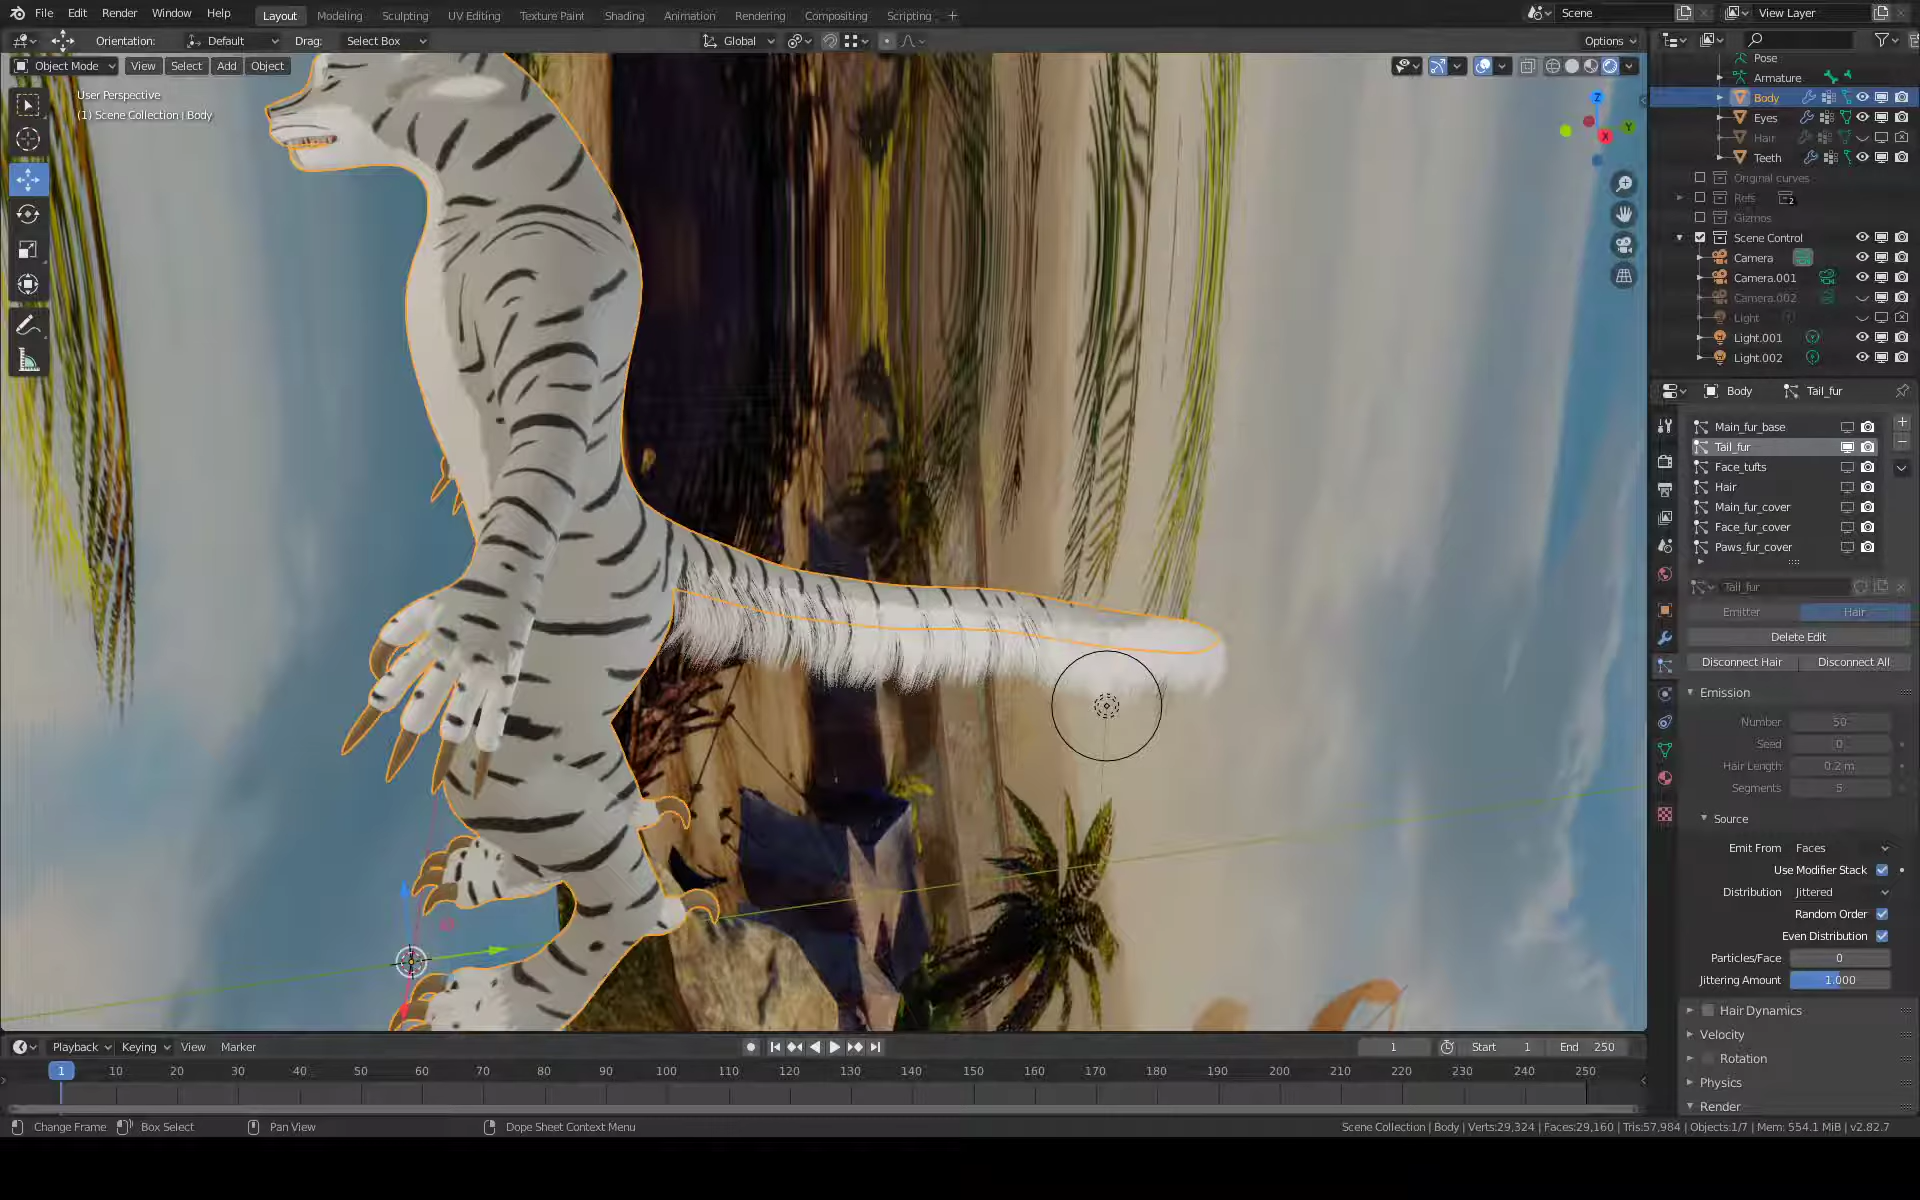 File Edit Render Window Help Layout Modeling Sculpting UV Editing Texture Paint Shading Animation Rendering Compositing Scripting + Scene View Layer
Orientation: Default Drag: Select Box Global Options
Object Mode View Select Add Object
User Perspective
(1) Scene Collection | Body
Z
Y
X
Pose
Armature
Body
Eyes
Hair
Teeth
Original curves
Refs 2
Gizmos
Scene Control
Camera
Camera.001
Camera.002
Light
Light.001
Light.002
Body Tail_fur
Main_fur_base
Tail_fur
Face_tufts
Hair
Main_fur_cover
Face_fur_cover
Paws_fur_cover
Tail_fur
Emitter Hair
Delete Edit
Disconnect Hair Disconnect All
Emission
Number 50
Seed 0
Hair Length 0.2 m
Segments 5
Source
Emit From Faces
Use Modifier Stack
Distribution Jittered
Random Order
Even Distribution
Particles/Face 0
Jittering Amount 1.000
Hair Dynamics
Velocity
Rotation
Physics
Render
Playback Keying View Marker 1 Start 1 End 250
1 10 20 30 40 50 60 70 80 90 100 110 120 130 140 150 160 170 180 190 200 210 220 230 240 250
Change Frame Box Select Pan View Dope Sheet Context Menu Scene Collection | Body | Verts:29,324 | Faces:29,160 | Tris:57,984 | Objects:1/7 | Mem: 554.1 MiB | v2.82.7